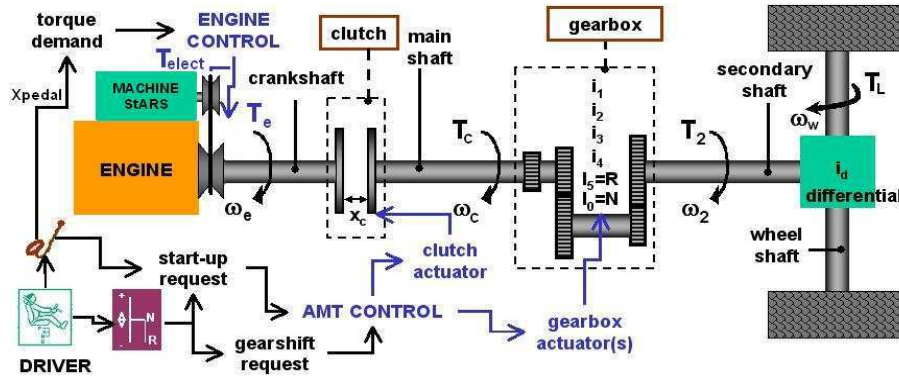 torque
demand
ENGINE
CONTROL
clutch
main
shaft
gearbox
Telect
Xpedal
MACHINE
StARS
crankshaft
secondary
shaft
i1
i2
i3
i4
I5=R
I0=N
Te
Tc
T2
TL
ωw
ENGINE
id
differential
ωe
xc
ωc
ω2
clutch
actuator
wheel
shaft
start-up
request
AMT CONTROL
gearbox
actuator(s)
+
N
R
-
DRIVER
gearshift
request